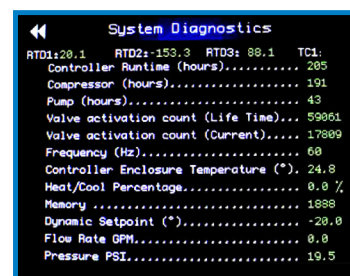 System Diagnostics
RTD1:20.1 RTD2:-153.3 RTD3: 88.1 TC1:
Controller Runtime (hours)........... 205
Compressor (hours)................... 191
Pump (hours)......................... 43
Valve activation count (Life Time)... 59061
Valve activation count (Current)..... 17809
Frequency (Hz)....................... 60
Controller Enclosure Temperature (°). 24.8
Heat/Cool Percentage................. 0.0 %
Memory .............................. 1888
Dynamic Setpoint (°)................. -20.0
Flow Rate GPM........................ 0.0
Pressure PSI......................... 19.5